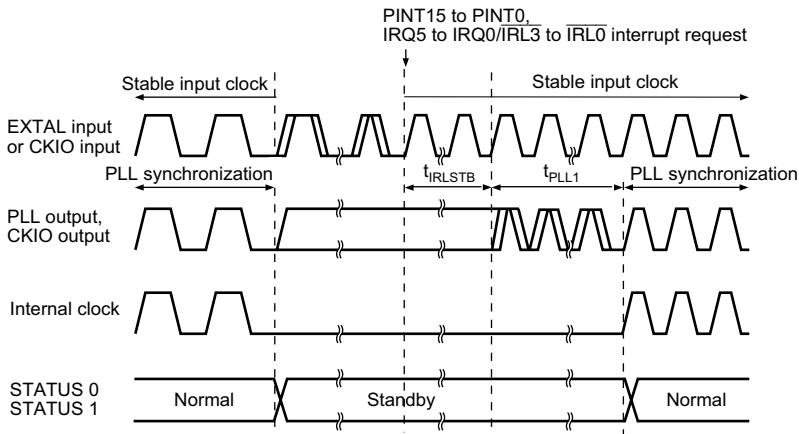 PINT15 to PINT0,
IRQ5 to IRQ0/IRL3 to IRL0 interrupt request
Stable input clock
Stable input clock
EXTAL input
or CKIO input
PLL synchronization
tIRLSTB
tPLL1
PLL synchronization
PLL output,
CKIO output
Internal clock
STATUS 0
STATUS 1
Normal
Standby
Normal